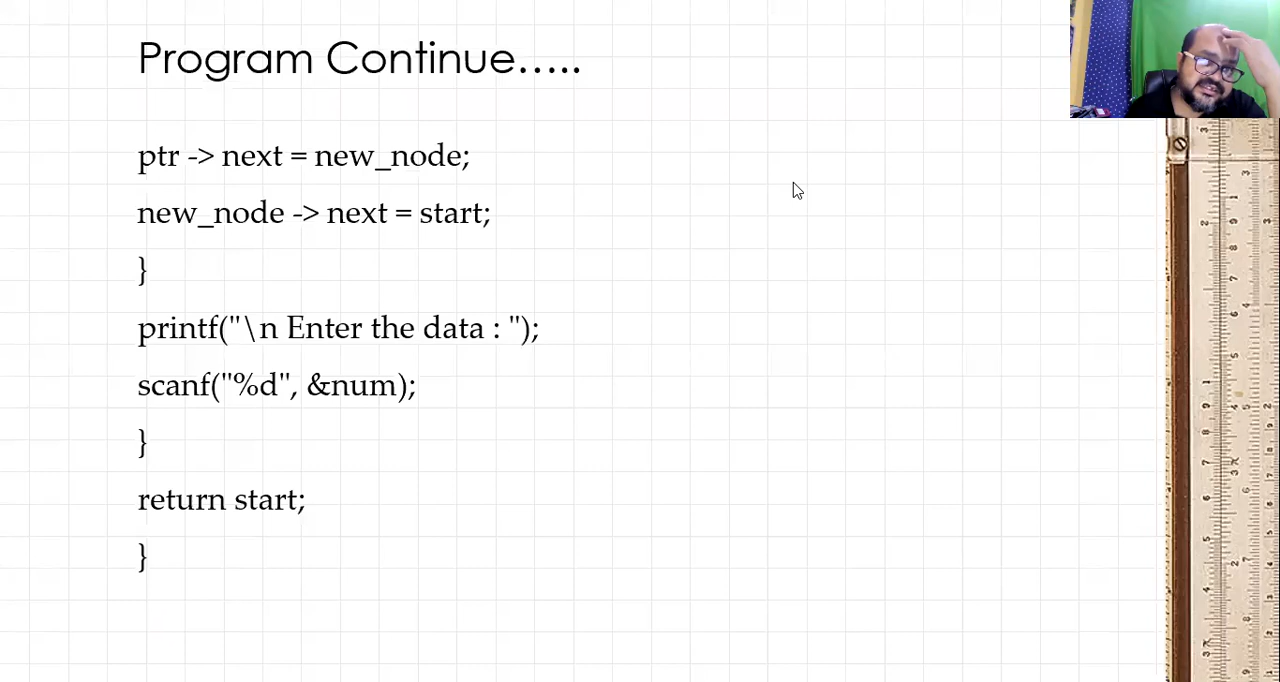 Program Continue.....
ptr -> next = new_node;
new_node -> next = start;
}
printf("\n Enter the data : ");
scanf("%d", &num);
}
return start;
}